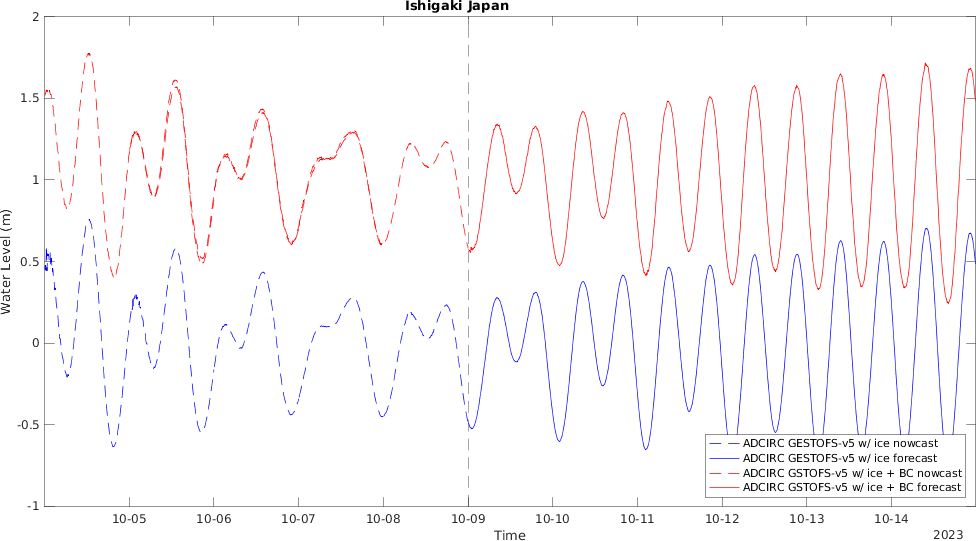 Ishigaki Japan
2
1.5
1
0.5
0
-0.5
-1
Water Level (m)
ADCIRC GESTOFS-v5 w/ ice nowcast
ADCIRC GESTOFS-v5 w/ ice forecast
ADCIRC GSTOFS-v5 w/ ice + BC nowcast
ADCIRC GSTOFS-v5 w/ ice + BC forecast
10-05 10-06 10-07 10-08 10-09 10-10 10-11 10-12 10-13 10-14
Time
2023